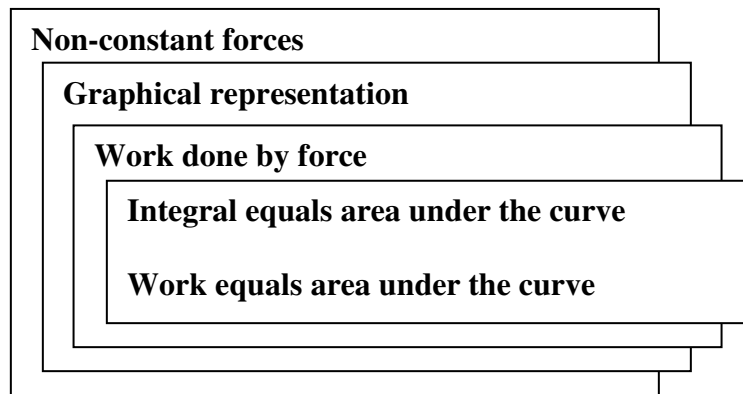 Non-constant forces
Graphical representation
Work done by force
Integral equals area under the curve
Work equals area under the curve